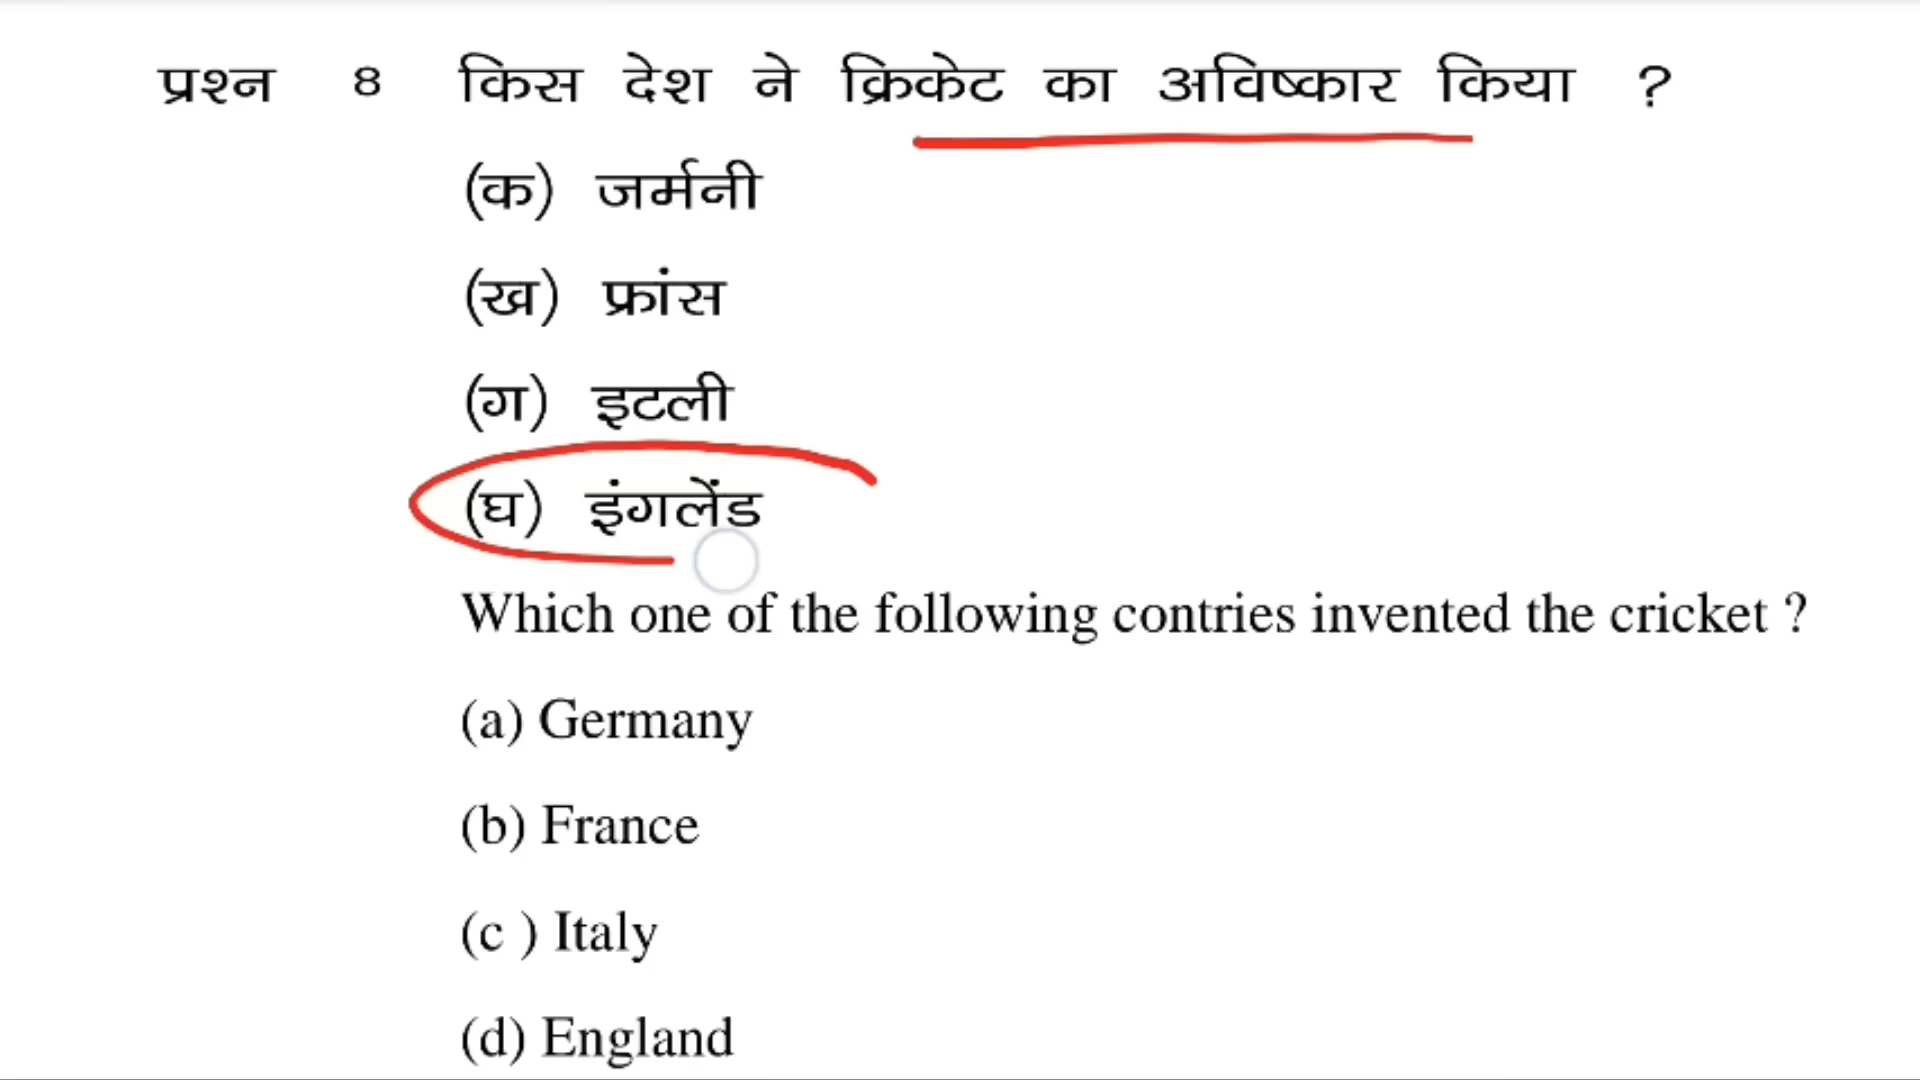 प्रश्न 8 किस देश ने क्रिकेट का अविष्कार किया ?
(क) जर्मनी
(ख) फ्रांस
(ग) इटली
(घ) इंगलेंड
Which one of the following contries invented the cricket ?
(a) Germany
(b) France
(c ) Italy
(d) England